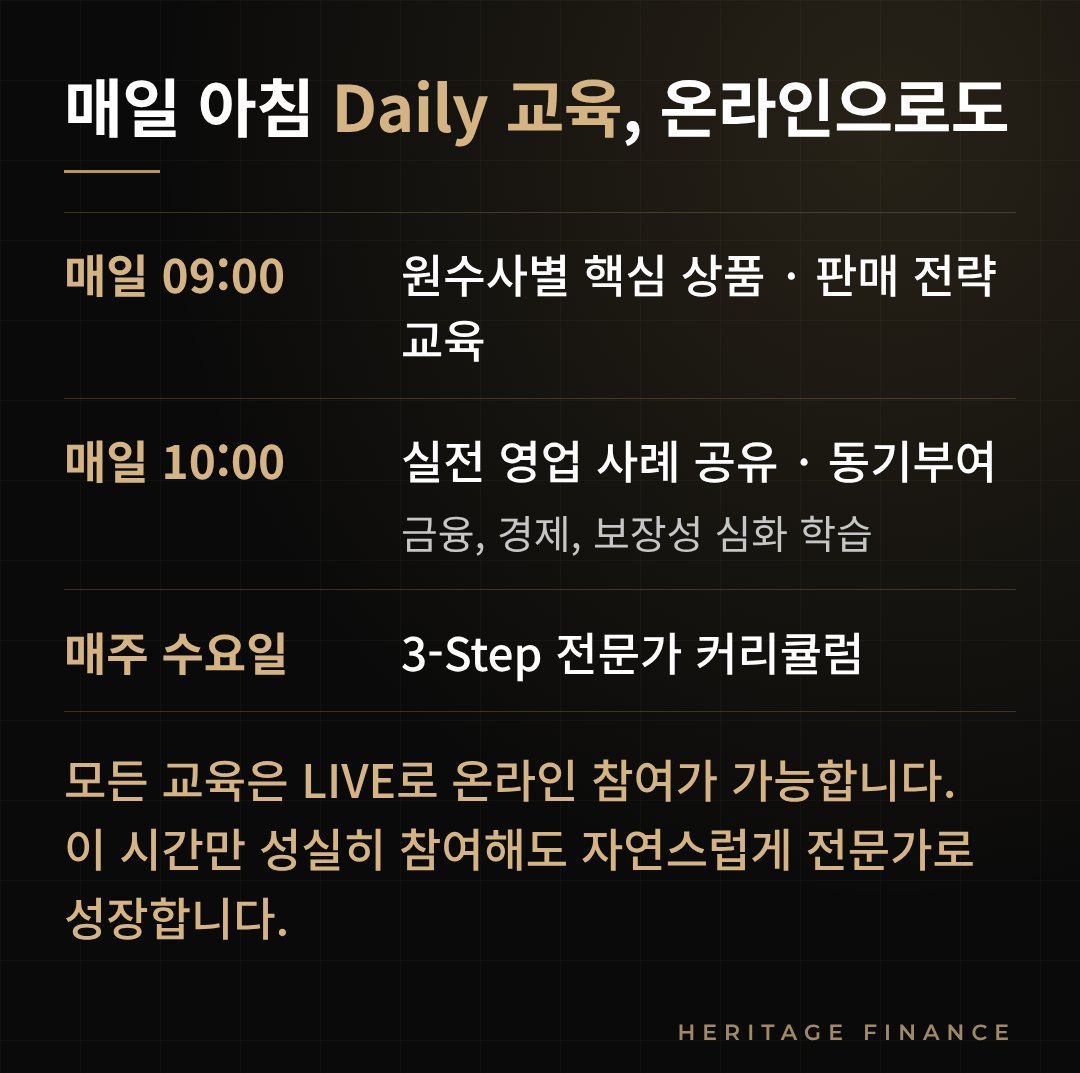 매일 아침 Daily 교육, 온라인으로도
매일 09:00
원수사별 핵심 상품 · 판매 전략
교육
매일 10:00
실전 영업 사례 공유 · 동기부여
금융, 경제, 보장성 심화 학습
매주 수요일
3-Step 전문가 커리큘럼
모든 교육은 LIVE로 온라인 참여가 가능합니다.
이 시간만 성실히 참여해도 자연스럽게 전문가로
성장합니다.
HERITAGE FINANCE